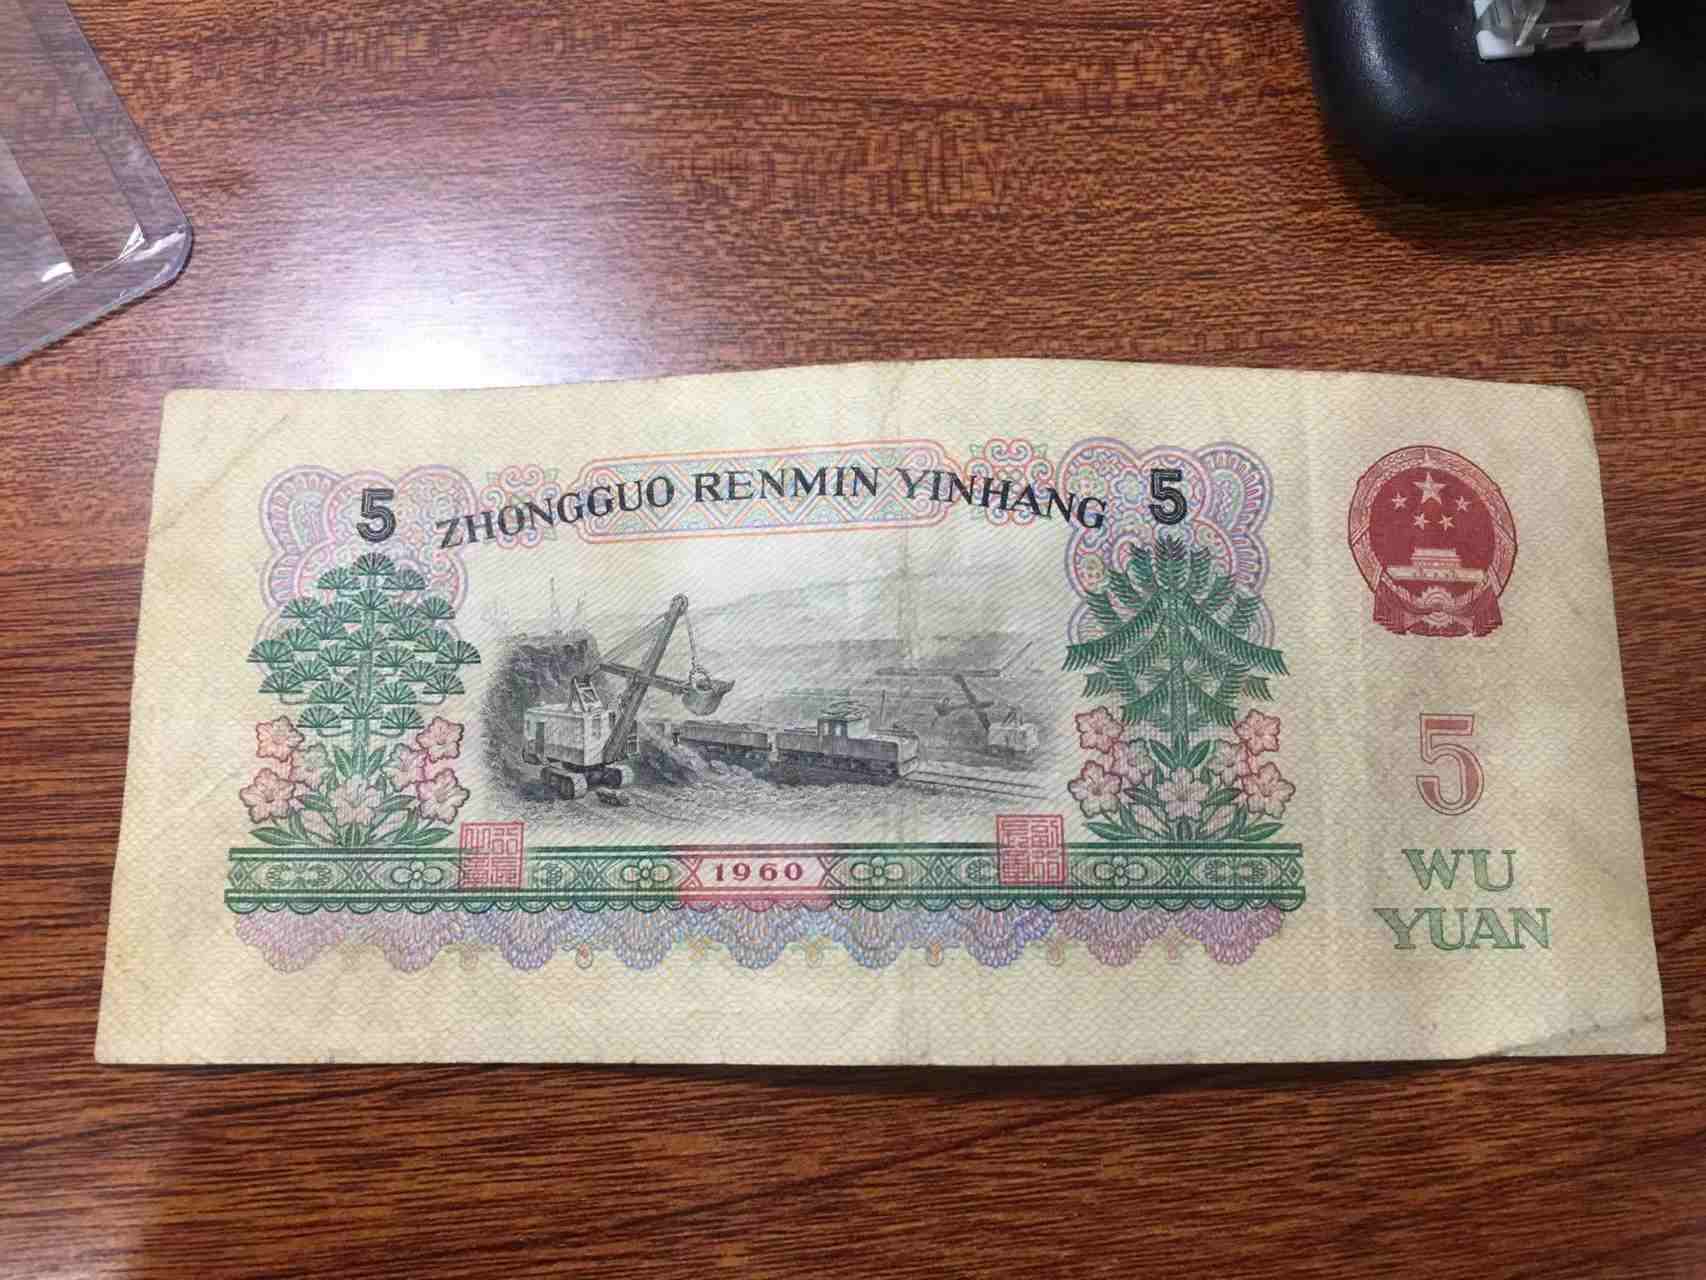 5 ZHONGGUO RENMIN YINHANG 5
1960
5
WU
YUAN